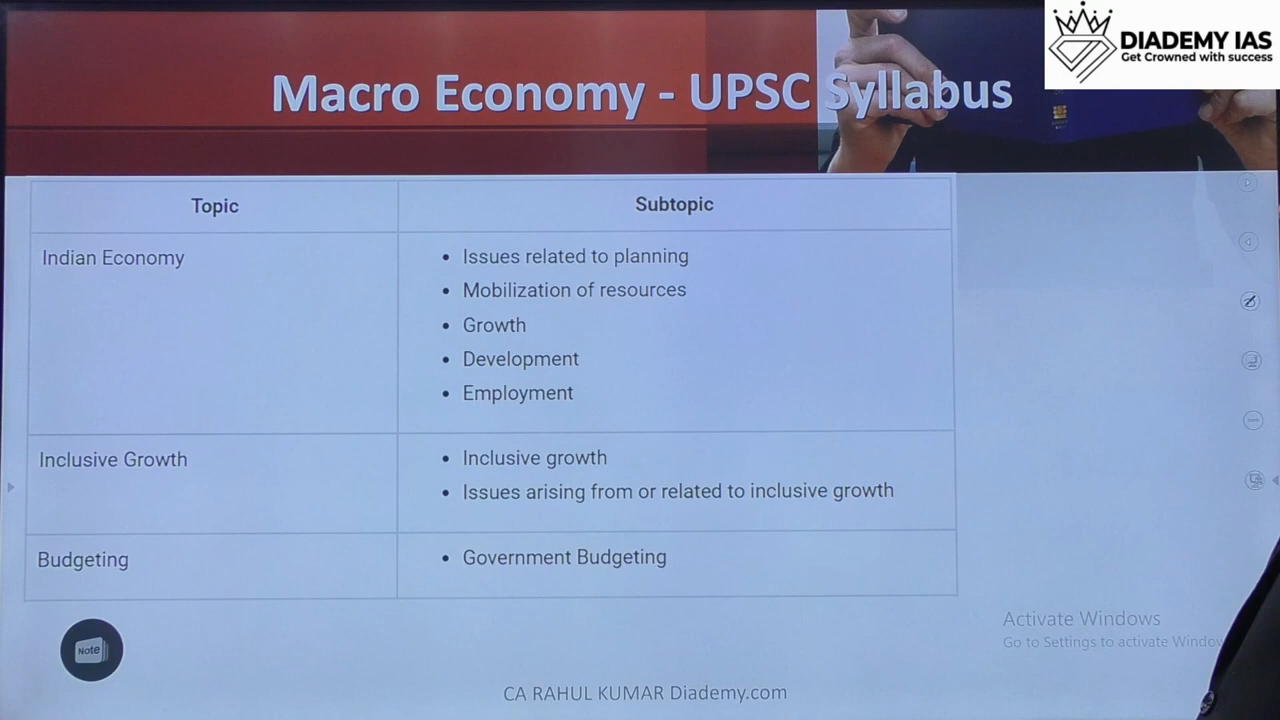 DIADEMY IAS
Get Crowned with success
Macro Economy - UPSC Syllabus
Topic
Subtopic
Indian Economy
• Issues related to planning
• Mobilization of resources
• Growth
• Development
• Employment
Inclusive Growth
• Inclusive growth
• Issues arising from or related to inclusive growth
Budgeting
• Government Budgeting
Note
Activate Windows
Go to Settings to activate
CA RAHUL KUMAR Diademy.com